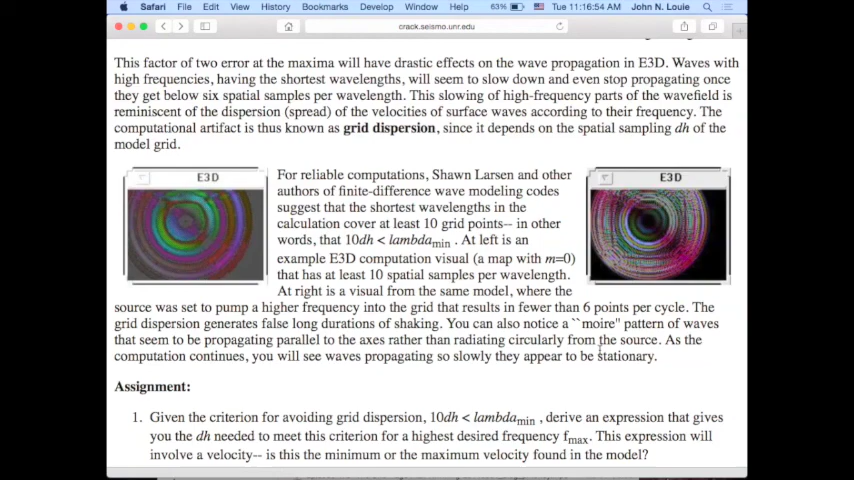 Safari File Edit View History Bookmarks Develop Window Help 63% Tue 11:16:54 AM John N. Louie
crack.seismo.unr.edu
This factor of two error at the maxima will have drastic effects on the wave propagation in E3D. Waves with
high frequencies, having the shortest wavelengths, will seem to slow down and even stop propagating once
they get below six spatial samples per wavelength. This slowing of high-frequency parts of the wavefield is
reminiscent of the dispersion (spread) of the velocities of surface waves according to their frequency. The
computational artifact is thus known as grid dispersion, since it depends on the spatial sampling dh of the
model grid.
E3D
For reliable computations, Shawn Larsen and other
authors of finite-difference wave modeling codes
suggest that the shortest wavelengths in the
calculation cover at least 10 grid points-- in other
words, that 10dh < lambdamin . At left is an
example E3D computation visual (a map with m=0)
that has at least 10 spatial samples per wavelength.
At right is a visual from the same model, where the
E3D
source was set to pump a higher frequency into the grid that results in fewer than 6 points per cycle. The
grid dispersion generates false long durations of shaking. You can also notice a ``moire" pattern of waves
that seem to be propagating parallel to the axes rather than radiating circularly from the source. As the
computation continues, you will see waves propagating so slowly they appear to be stationary.
Assignment:
1. Given the criterion for avoiding grid dispersion, 10dh < lambdamin , derive an expression that gives
you the dh needed to meet this criterion for a highest desired frequency fmax. This expression will
involve a velocity-- is this the minimum or the maximum velocity found in the model?